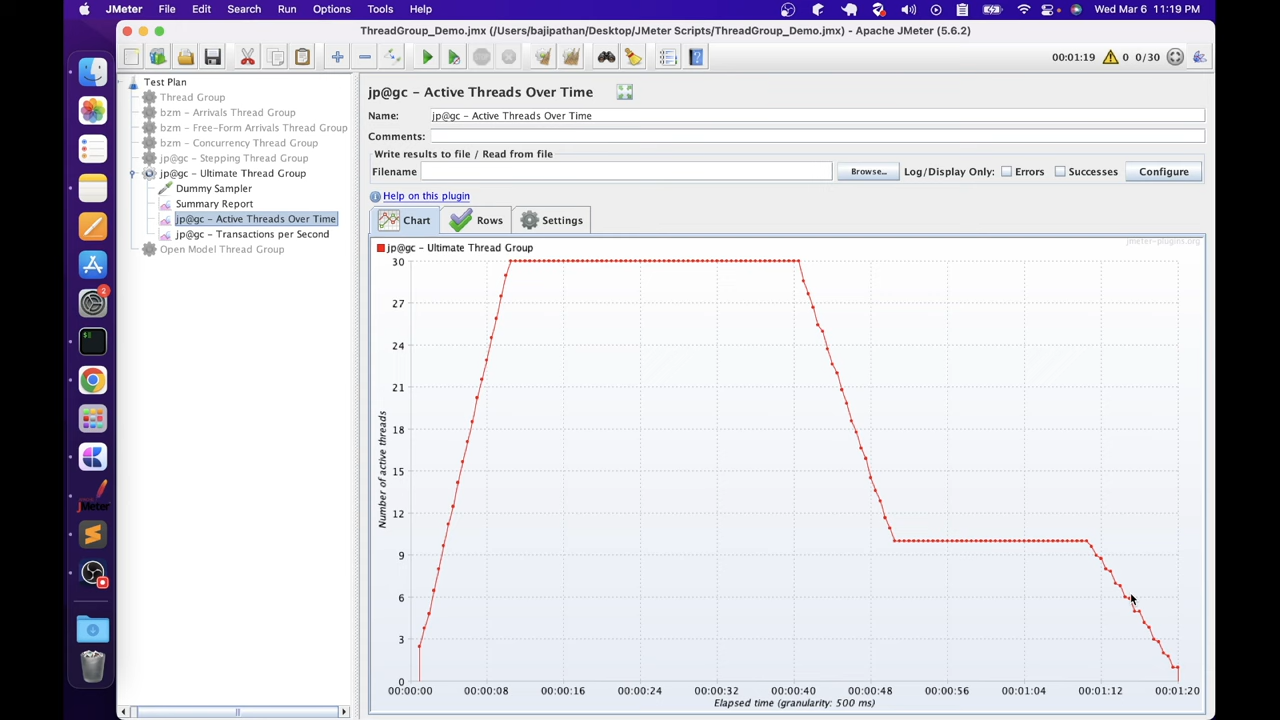 JMeter File Edit Search Run Options Tools Help Wed Mar 6 11:19 PM
ThreadGroup_Demo.jmx (/Users/bajipathan/Desktop/JMeter Scripts/ThreadGroup_Demo.jmx) - Apache JMeter (5.6.2)
00:01:19 0 0/30
Test Plan
Thread Group
bzm - Arrivals Thread Group
bzm - Free-Form Arrivals Thread Group
bzm - Concurrency Thread Group
jp@gc - Stepping Thread Group
jp@gc - Ultimate Thread Group
Dummy Sampler
Summary Report
jp@gc - Active Threads Over Time
jp@gc - Transactions per Second
Open Model Thread Group
2
JMeter
jp@gc - Active Threads Over Time
Name: jp@gc - Active Threads Over Time
Comments:
Write results to file / Read from file
Filename Browse... Log/Display Only: Errors Successes Configure
Help on this plugin
Chart Rows Settings
jp@gc - Ultimate Thread Group
jmeter-plugins.org
30
27
24
21
18
15
12
9
6
3
0
Number of active threads
00:00:00 00:00:08 00:00:16 00:00:24 00:00:32 00:00:40 00:00:48 00:00:56 00:01:04 00:01:12 00:01:20
Elapsed time (granularity: 500 ms)